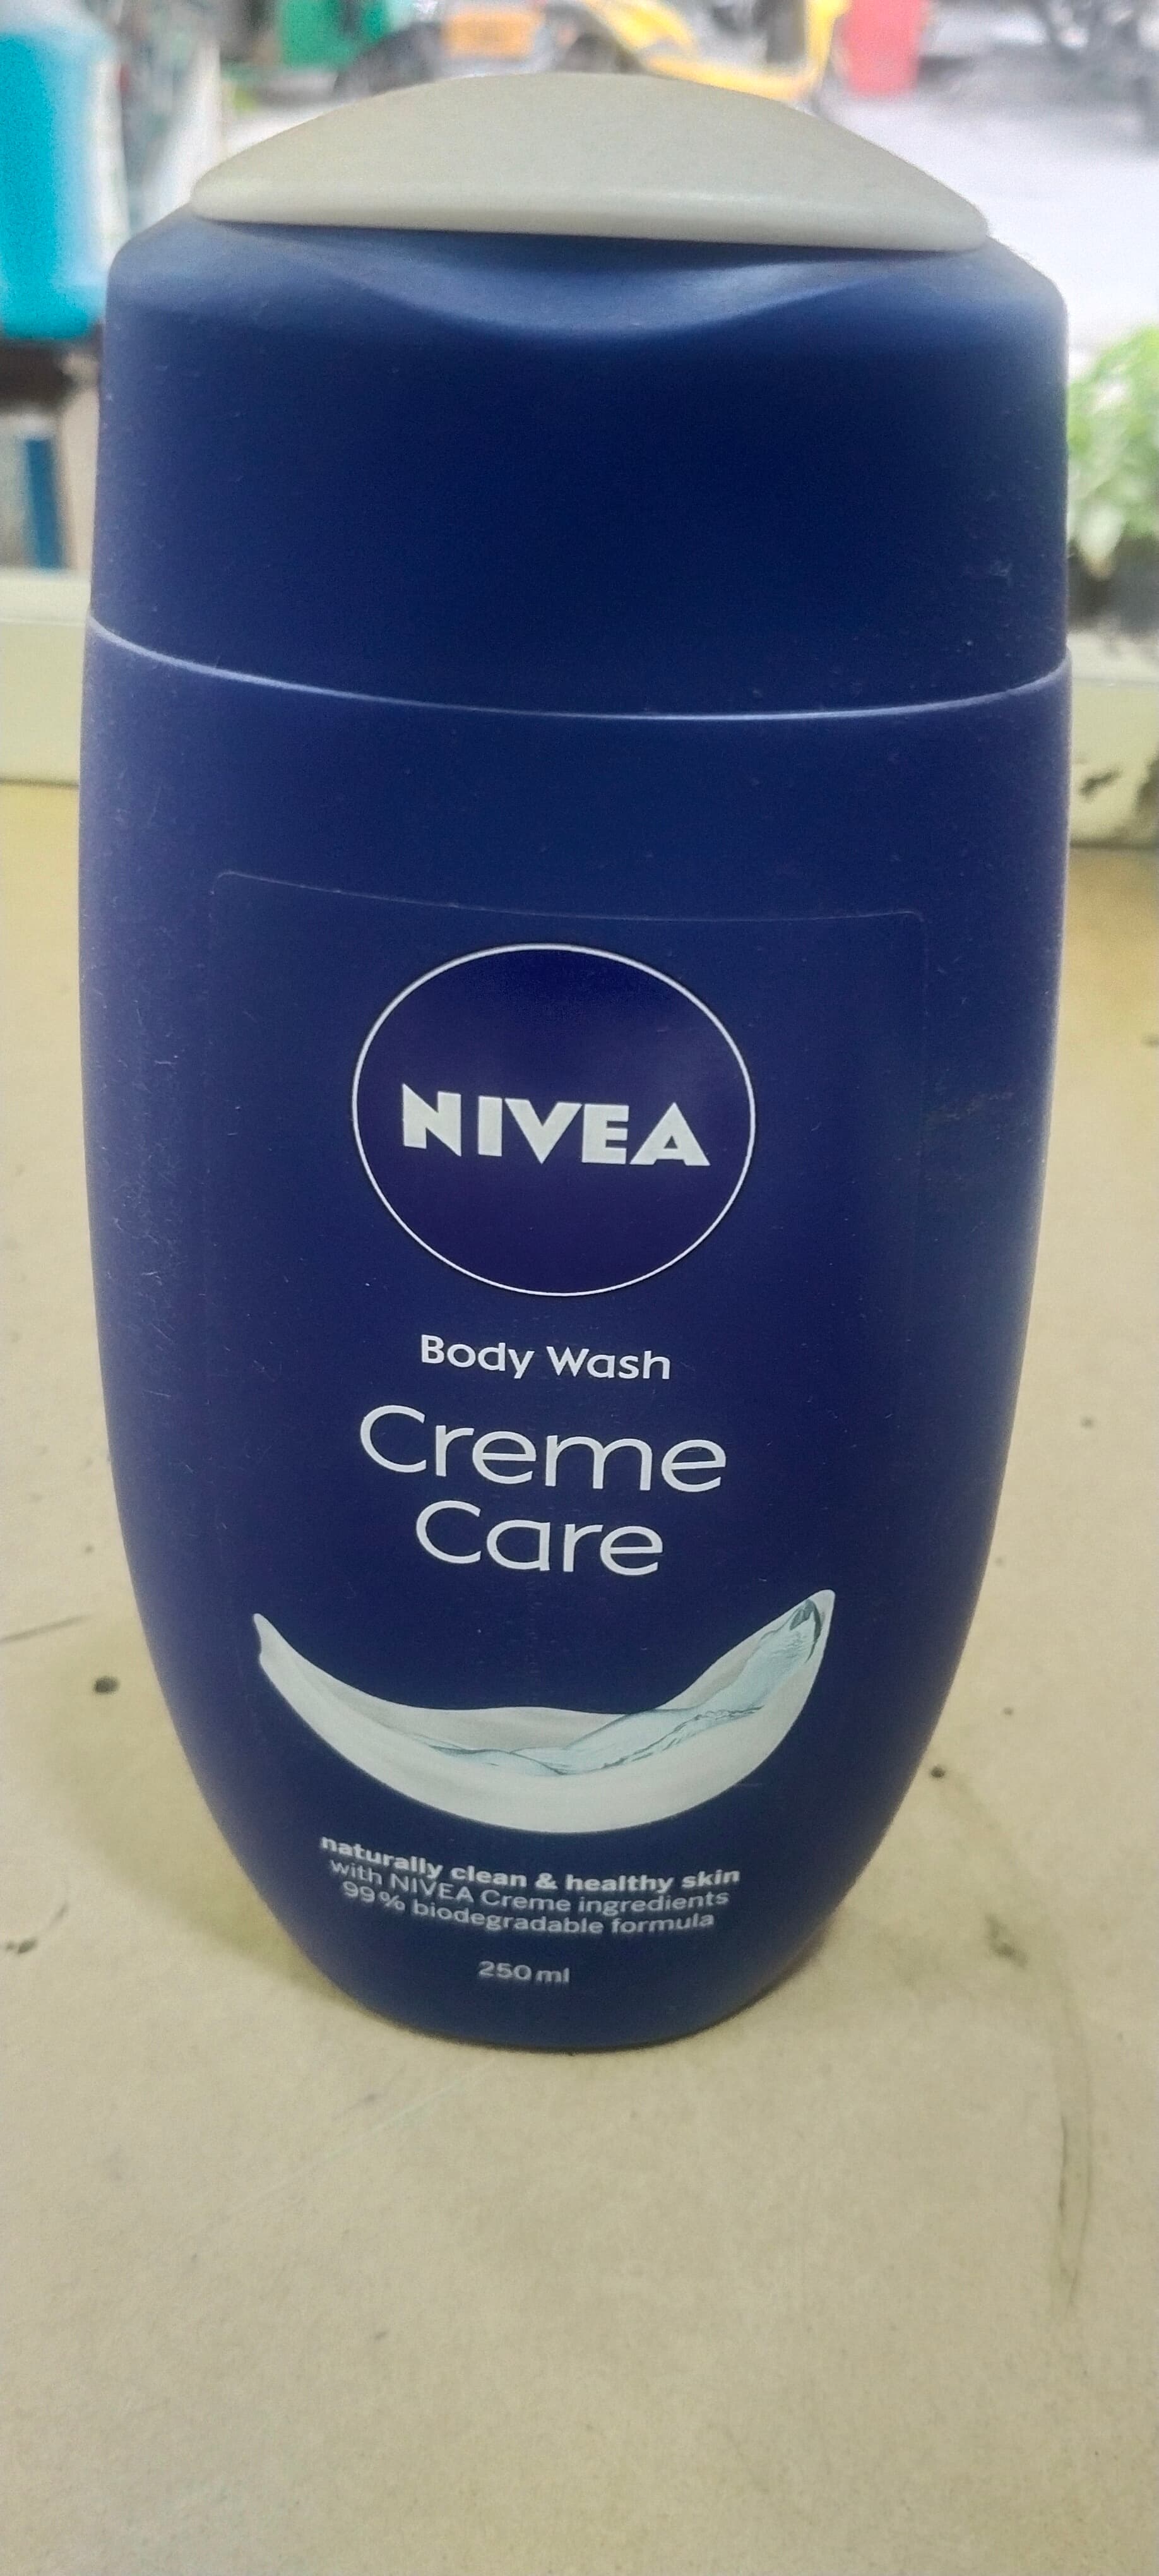 NIVEA
Body Wash
Creme
Care
naturally clean & healthy skin
with NIVEA Creme ingredients
99% biodegradable formula
250 ml